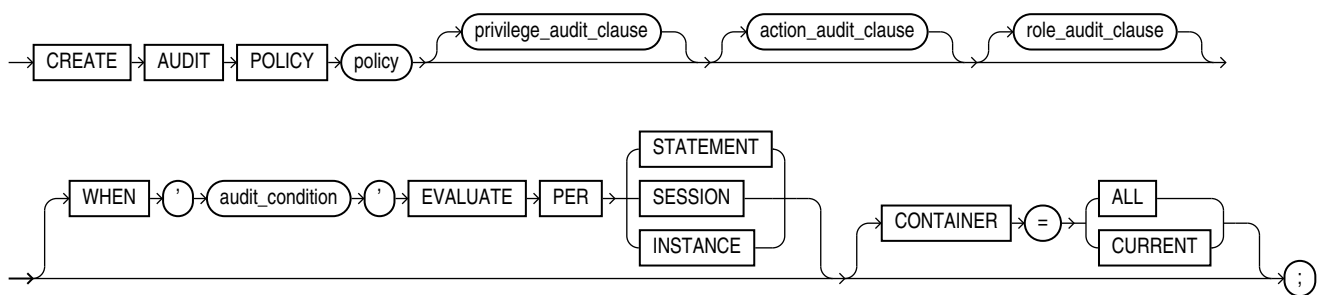 privilege_audit_clause action_audit_clause role_audit_clause
CREATE AUDIT POLICY policy
STATEMENT
WHEN ' audit_condition ' EVALUATE PER SESSION
INSTANCE
ALL
CONTAINER =
CURRENT
;